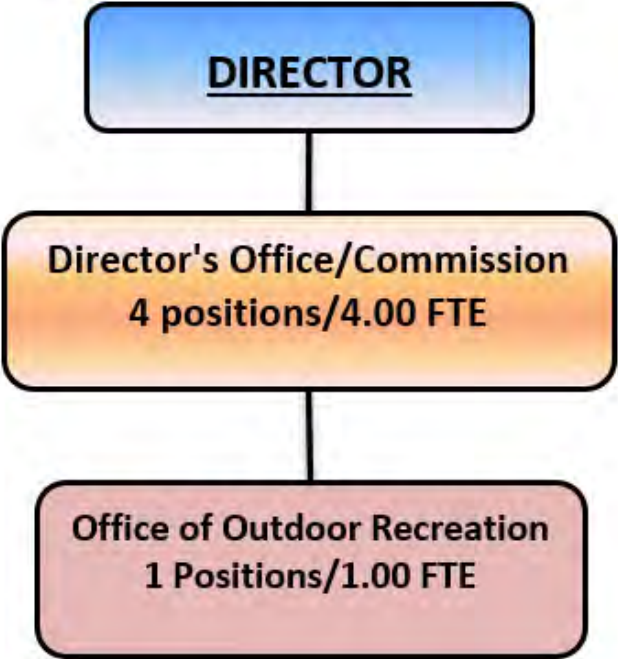 DIRECTOR
Director's Office/Commission
4 positions/4.00 FTE
Office of Outdoor Recreation
1 Positions/1.00 FTE